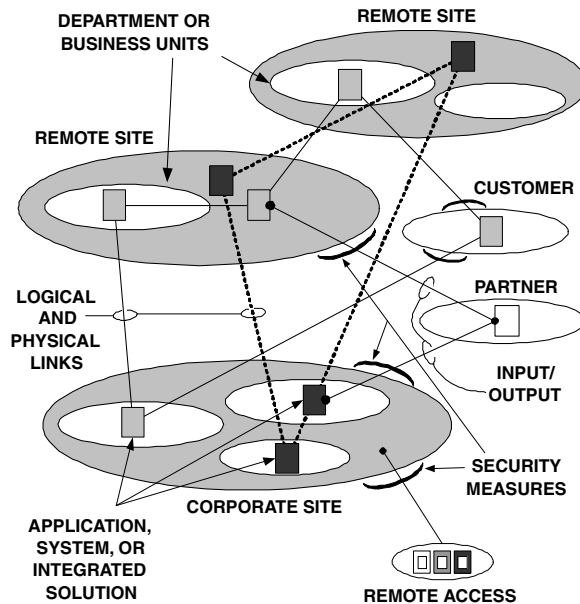 DEPARTMENT OR
BUSINESS UNITS
REMOTE SITE
REMOTE SITE
CUSTOMER
PARTNER
LOGICAL
AND
PHYSICAL
LINKS
INPUT/
OUTPUT
SECURITY
MEASURES
CORPORATE SITE
APPLICATION,
SYSTEM, OR
INTEGRATED
SOLUTION
REMOTE ACCESS